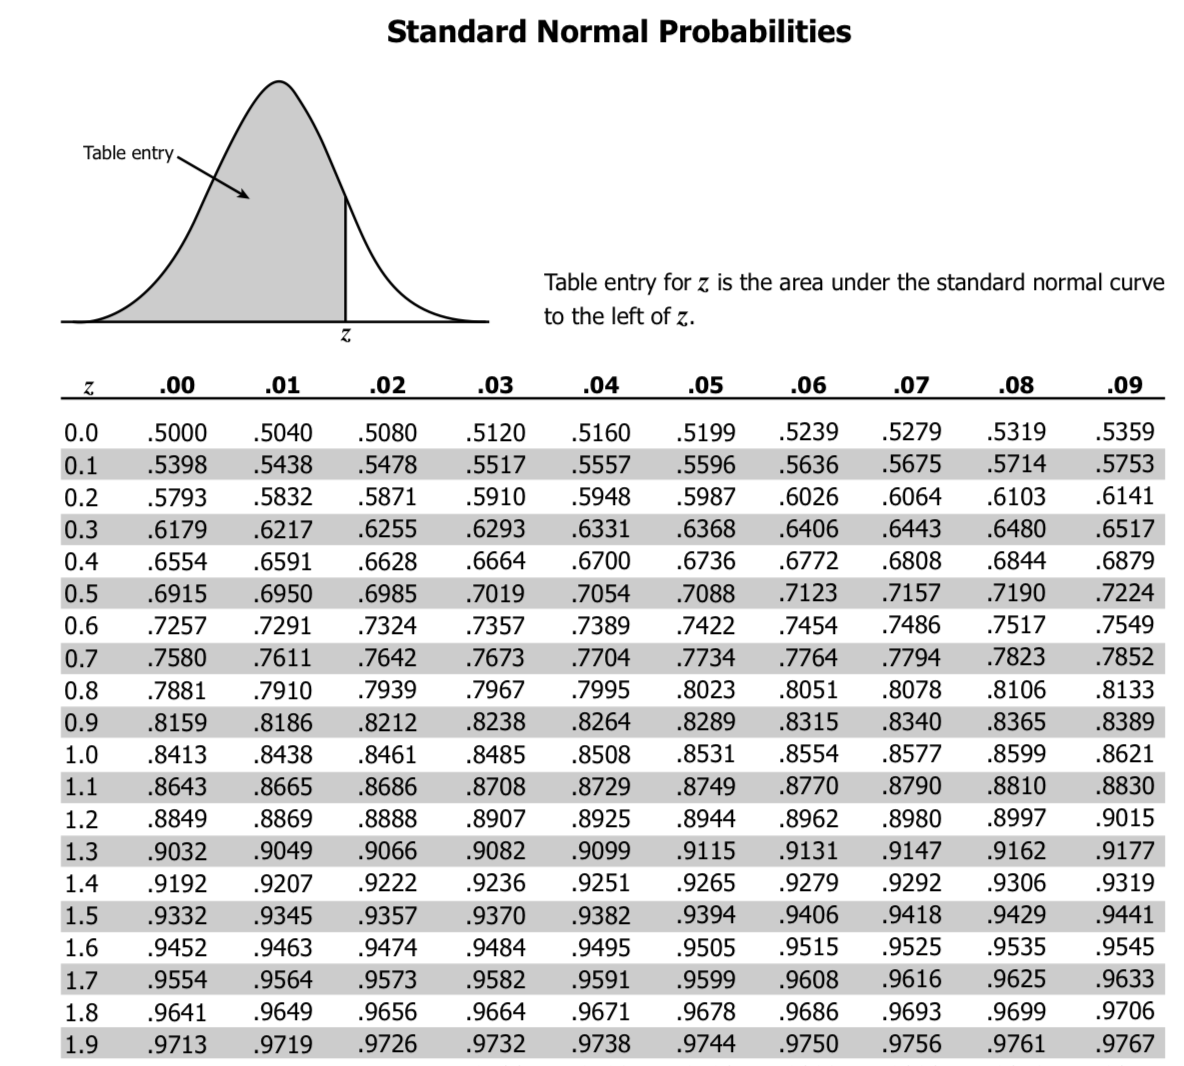 Standard Normal Probabilities
Table entry
z
Table entry for z is the area under the standard normal curve
to the left of z.
z .00 .01 .02 .03 .04 .05 .06 .07 .08 .09
0.0 .5000 .5040 .5080 .5120 .5160 .5199 .5239 .5279 .5319 .5359
0.1 .5398 .5438 .5478 .5517 .5557 .5596 .5636 .5675 .5714 .5753
0.2 .5793 .5832 .5871 .5910 .5948 .5987 .6026 .6064 .6103 .6141
0.3 .6179 .6217 .6255 .6293 .6331 .6368 .6406 .6443 .6480 .6517
0.4 .6554 .6591 .6628 .6664 .6700 .6736 .6772 .6808 .6844 .6879
0.5 .6915 .6950 .6985 .7019 .7054 .7088 .7123 .7157 .7190 .7224
0.6 .7257 .7291 .7324 .7357 .7389 .7422 .7454 .7486 .7517 .7549
0.7 .7580 .7611 .7642 .7673 .7704 .7734 .7764 .7794 .7823 .7852
0.8 .7881 .7910 .7939 .7967 .7995 .8023 .8051 .8078 .8106 .8133
0.9 .8159 .8186 .8212 .8238 .8264 .8289 .8315 .8340 .8365 .8389
1.0 .8413 .8438 .8461 .8485 .8508 .8531 .8554 .8577 .8599 .8621
1.1 .8643 .8665 .8686 .8708 .8729 .8749 .8770 .8790 .8810 .8830
1.2 .8849 .8869 .8888 .8907 .8925 .8944 .8962 .8980 .8997 .9015
1.3 .9032 .9049 .9066 .9082 .9099 .9115 .9131 .9147 .9162 .9177
1.4 .9192 .9207 .9222 .9236 .9251 .9265 .9279 .9292 .9306 .9319
1.5 .9332 .9345 .9357 .9370 .9382 .9394 .9406 .9418 .9429 .9441
1.6 .9452 .9463 .9474 .9484 .9495 .9505 .9515 .9525 .9535 .9545
1.7 .9554 .9564 .9573 .9582 .9591 .9599 .9608 .9616 .9625 .9633
1.8 .9641 .9649 .9656 .9664 .9671 .9678 .9686 .9693 .9699 .9706
1.9 .9713 .9719 .9726 .9732 .9738 .9744 .9750 .9756 .9761 .9767